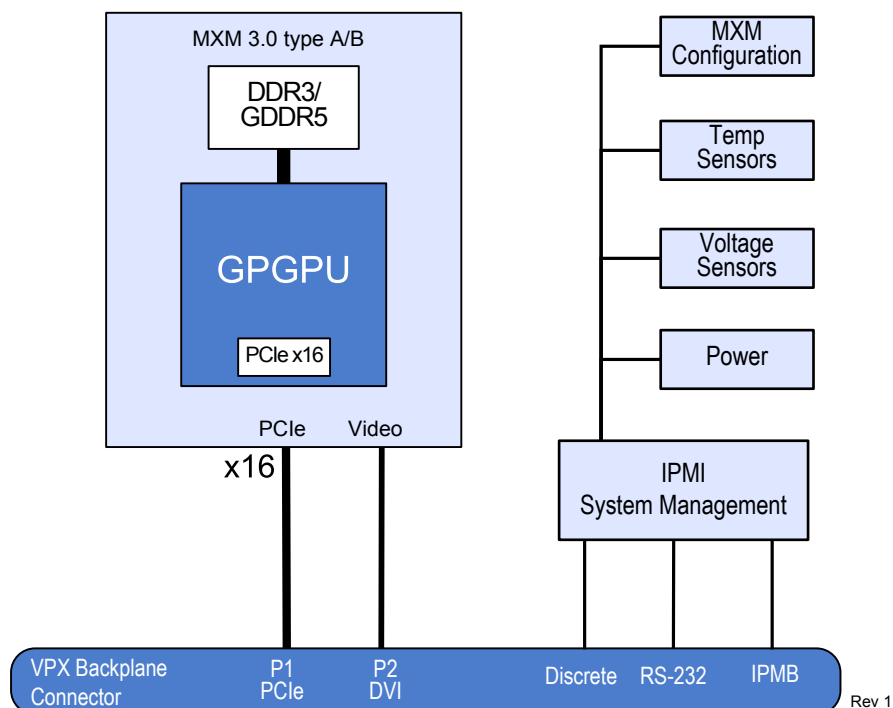 MXM 3.0 type A/B
DDR3/
GDDR5
GPGPU
PCIe x16
PCIe
Video
x16
MXM
Configuration
Temp
Sensors
Voltage
Sensors
Power
IPMI
System Management
VPX Backplane
Connector
P1
PCIe
P2
DVI
Discrete
RS-232
IPMB
Rev 1